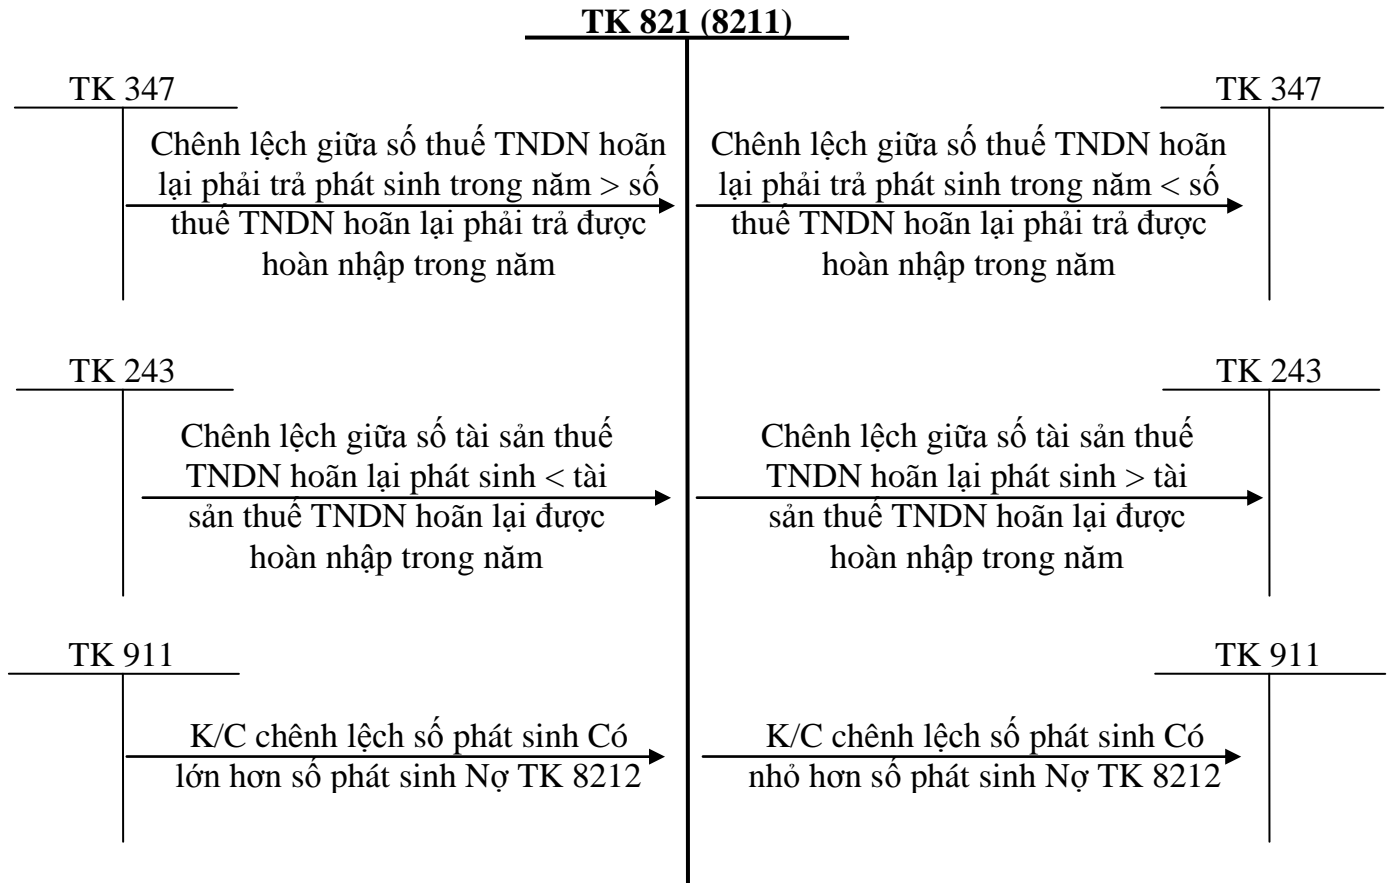 TK 821 (8211)
TK 347
TK 347
Chênh lệch giữa số thuế TNDN hoãn
lại phải trả phát sinh trong năm > số
thuế TNDN hoãn lại phải trả được
hoàn nhập trong năm
Chênh lệch giữa số thuế TNDN hoãn
lại phải trả phát sinh trong năm < số
thuế TNDN hoãn lại phải trả được
hoàn nhập trong năm
TK 243
TK 243
Chênh lệch giữa số tài sản thuế
TNDN hoãn lại phát sinh < tài
sản thuế TNDN hoãn lại được
hoàn nhập trong năm
Chênh lệch giữa số tài sản thuế
TNDN hoãn lại phát sinh > tài
sản thuế TNDN hoãn lại được
hoàn nhập trong năm
TK 911
TK 911
K/C chênh lệch số phát sinh Có
lớn hơn số phát sinh Nợ TK 8212
K/C chênh lệch số phát sinh Có
nhỏ hơn số phát sinh Nợ TK 8212